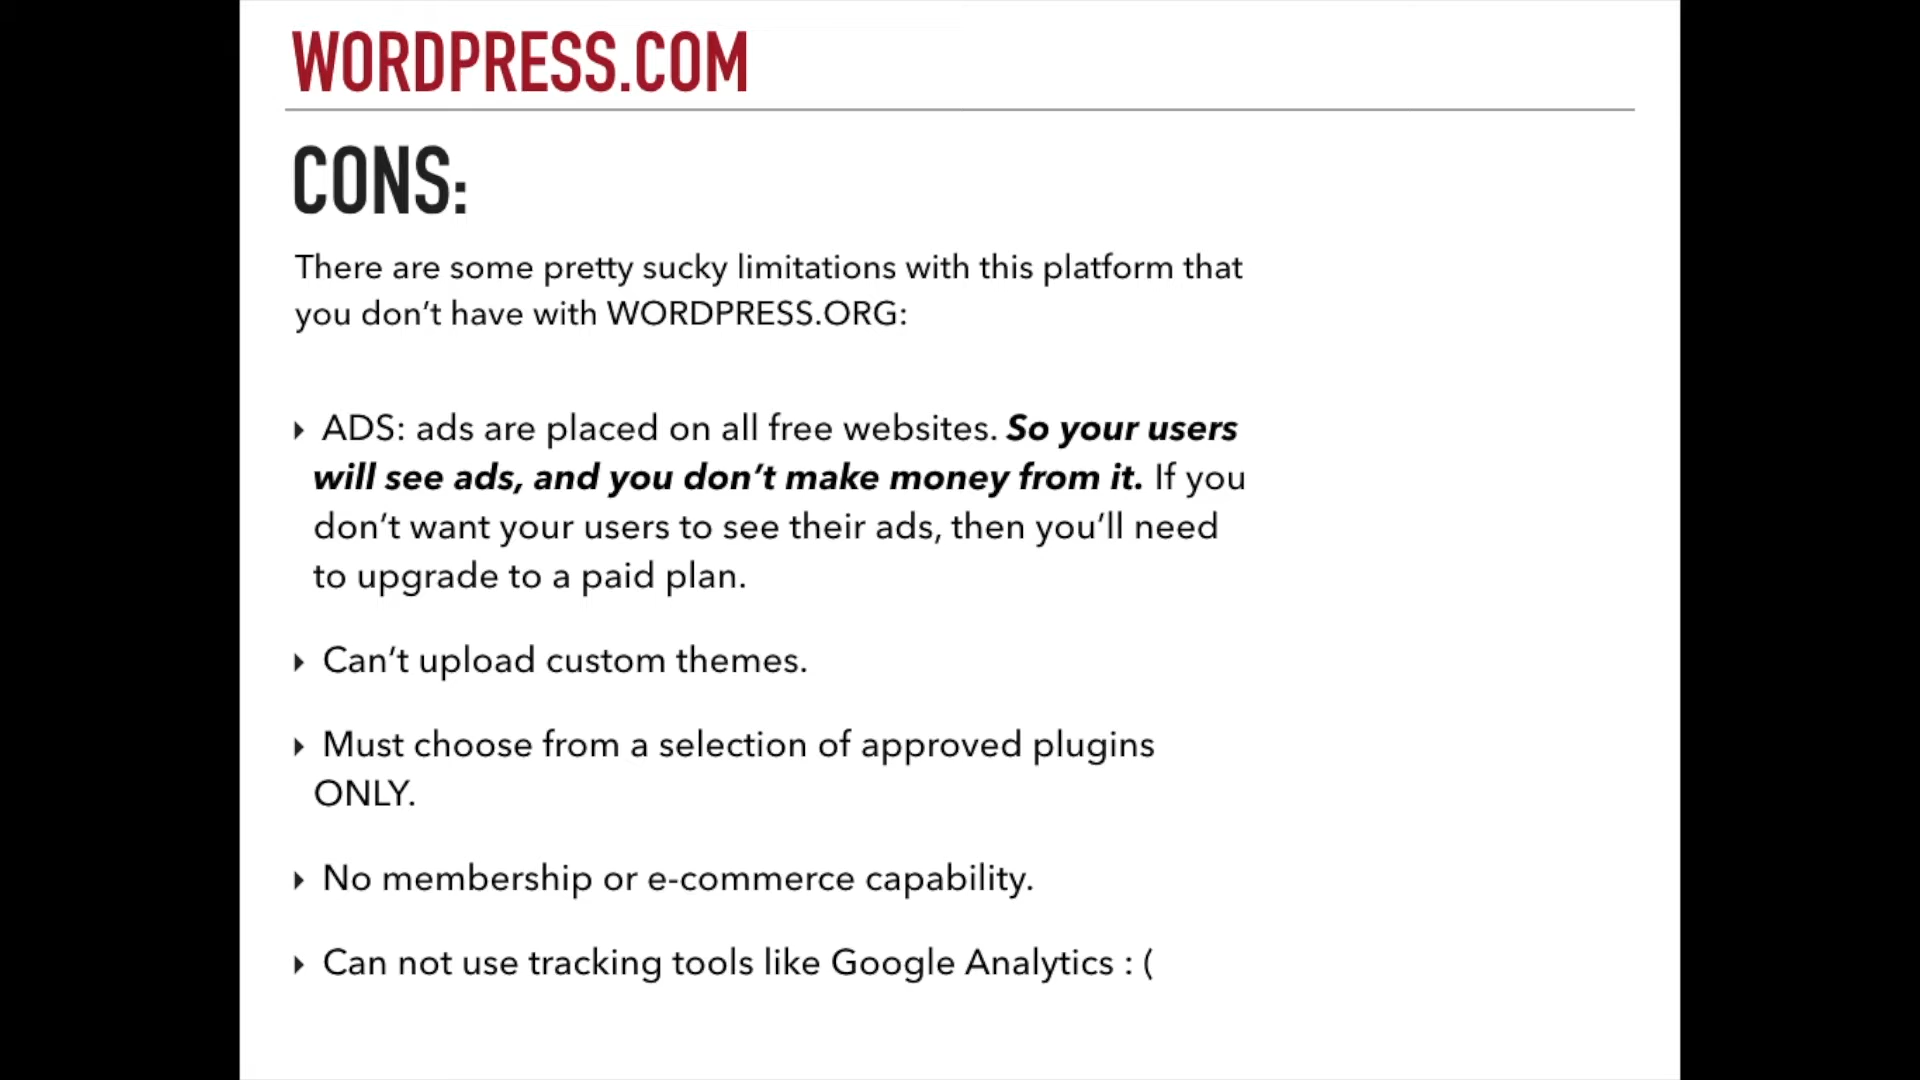 WORDPRESS.COM
CONS:
There are some pretty sucky limitations with this platform that
you don’t have with WORDPRESS.ORG:
‣ ADS: ads are placed on all free websites. So your users
will see ads, and you don’t make money from it. If you
don’t want your users to see their ads, then you’ll need
to upgrade to a paid plan.
‣ Can’t upload custom themes.
‣ Must choose from a selection of approved plugins
ONLY.
‣ No membership or e-commerce capability.
‣ Can not use tracking tools like Google Analytics : (